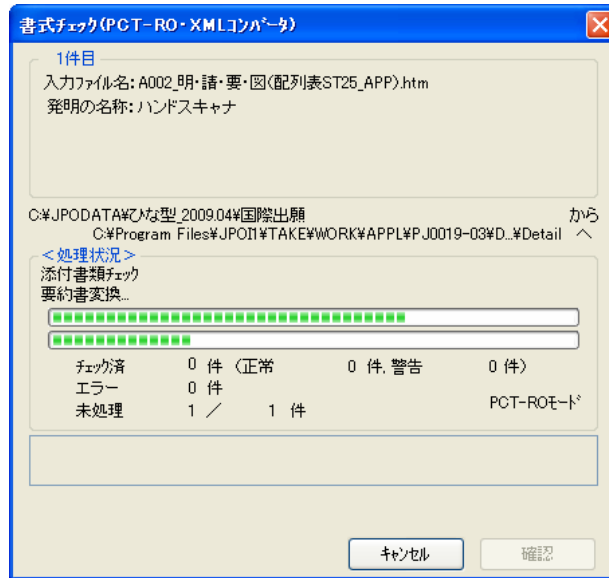 書式チェック(PCT-RO・XMLコンバータ)
1件目
入力ファイル名:A002_明・請・要・図(配列表ST25_APP).htm
発明の名称:ハンドスキャナ
C:¥JPODATA¥ひな型_2009.04¥国際出願 から
C:¥Program Files¥JPOI1¥TAKE¥WORK¥APPL¥PJ0019-03¥D...¥Detail へ
<処理状況>
添付書類チェック
要約書変換...
チェック済 0 件 (正常 0 件, 警告 0 件)
エラー 0 件
未処理 1 / 1 件 PCT-ROモード
キャンセル 確認